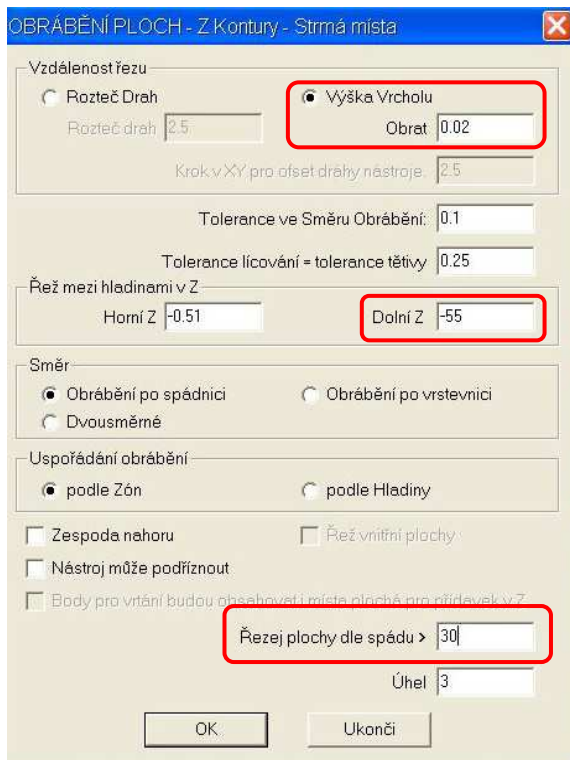 OBRÁBĚNÍ PLOCH - Z Kontury - Strmá místa
Vzdálenost řezu
Rozteč Drah
Výška Vrcholu
Rozteč drah 2.5
Obrat 0.02
Krok v XY pro ofset dráhy nástroje: 2.5
Tolerance ve Směru Obrábění: 0.1
Tolerance lícování = tolerance tětivy 0.25
Řež mezi hladinami v Z
Horní Z -0.51
Dolní Z -55
Směr
Obrábění po spádnici
Obrábění po vrstevnici
Dvousměrné
Uspořádání obrábění
podle Zón
podle Hladiny
Zespoda nahoru
Řež vnitřní plochy
Nástroj může podříznout
Body pro vrtání budou obsahovat i místa plochá pro přídavek v Z
Řezej plochy dle spádu > 30
Úhel 3
OK
Ukonči